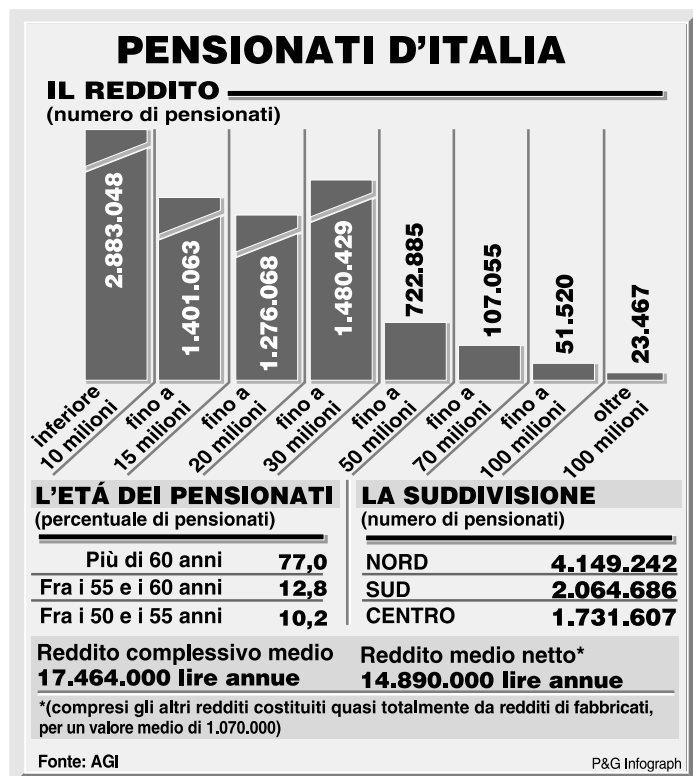 PENSIONATI D'ITALIA
IL REDDITO
(numero di pensionati)
2.883.048
1.401.063
1.276.068
1.480.429
722.885
107.055
51.520
23.467
inferiore
10 milioni
fino a
15 milioni
fino a
20 milioni
fino a
30 milioni
fino a
50 milioni
fino a
70 milioni
fino a
100 milioni
oltre
100 milioni
L'ETÁ DEI PENSIONATI
(percentuale di pensionati)
Più di 60 anni 77,0
Fra i 55 e i 60 anni 12,8
Fra i 50 e i 55 anni 10,2
LA SUDDIVISIONE
(numero di pensionati)
NORD 4.149.242
SUD 2.064.686
CENTRO 1.731.607
Reddito complessivo medio
17.464.000 lire annue
Reddito medio netto*
14.890.000 lire annue
*(compresi gli altri redditi costituiti quasi totalmente da redditi di fabbricati,
per un valore medio di 1.070.000)
Fonte: AGI
P&G Infograph